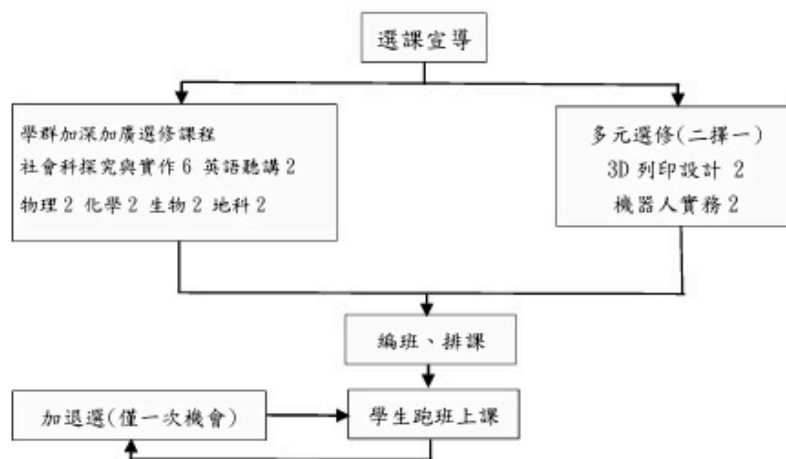 選課宣導
學群加深加廣選修課程
社會科探究與實作 6 英語聽講 2
物理 2 化學 2 生物 2 地科 2
多元選修(二擇一)
3D 列印設計 2
機器人實務 2
編班、排課
加退選(僅一次機會)
學生跑班上課